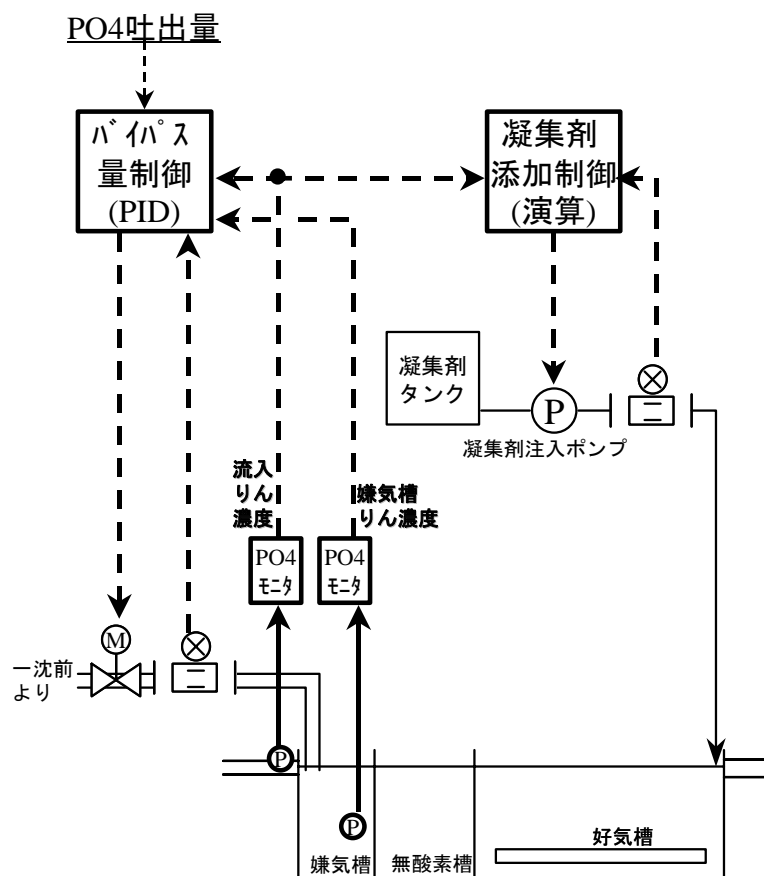 PO4吐出量
ﾊﾞｲﾊﾟｽ
量制御
(PID)
凝集剤
添加制御
(演算)
凝集剤
タンク
P
凝集剤注入ポンプ
流入
りん
濃度
嫌気槽
りん濃度
PO4
ﾓﾆﾀ
PO4
ﾓﾆﾀ
M
一沈前
より
P
P
嫌気槽
無酸素槽
好気槽